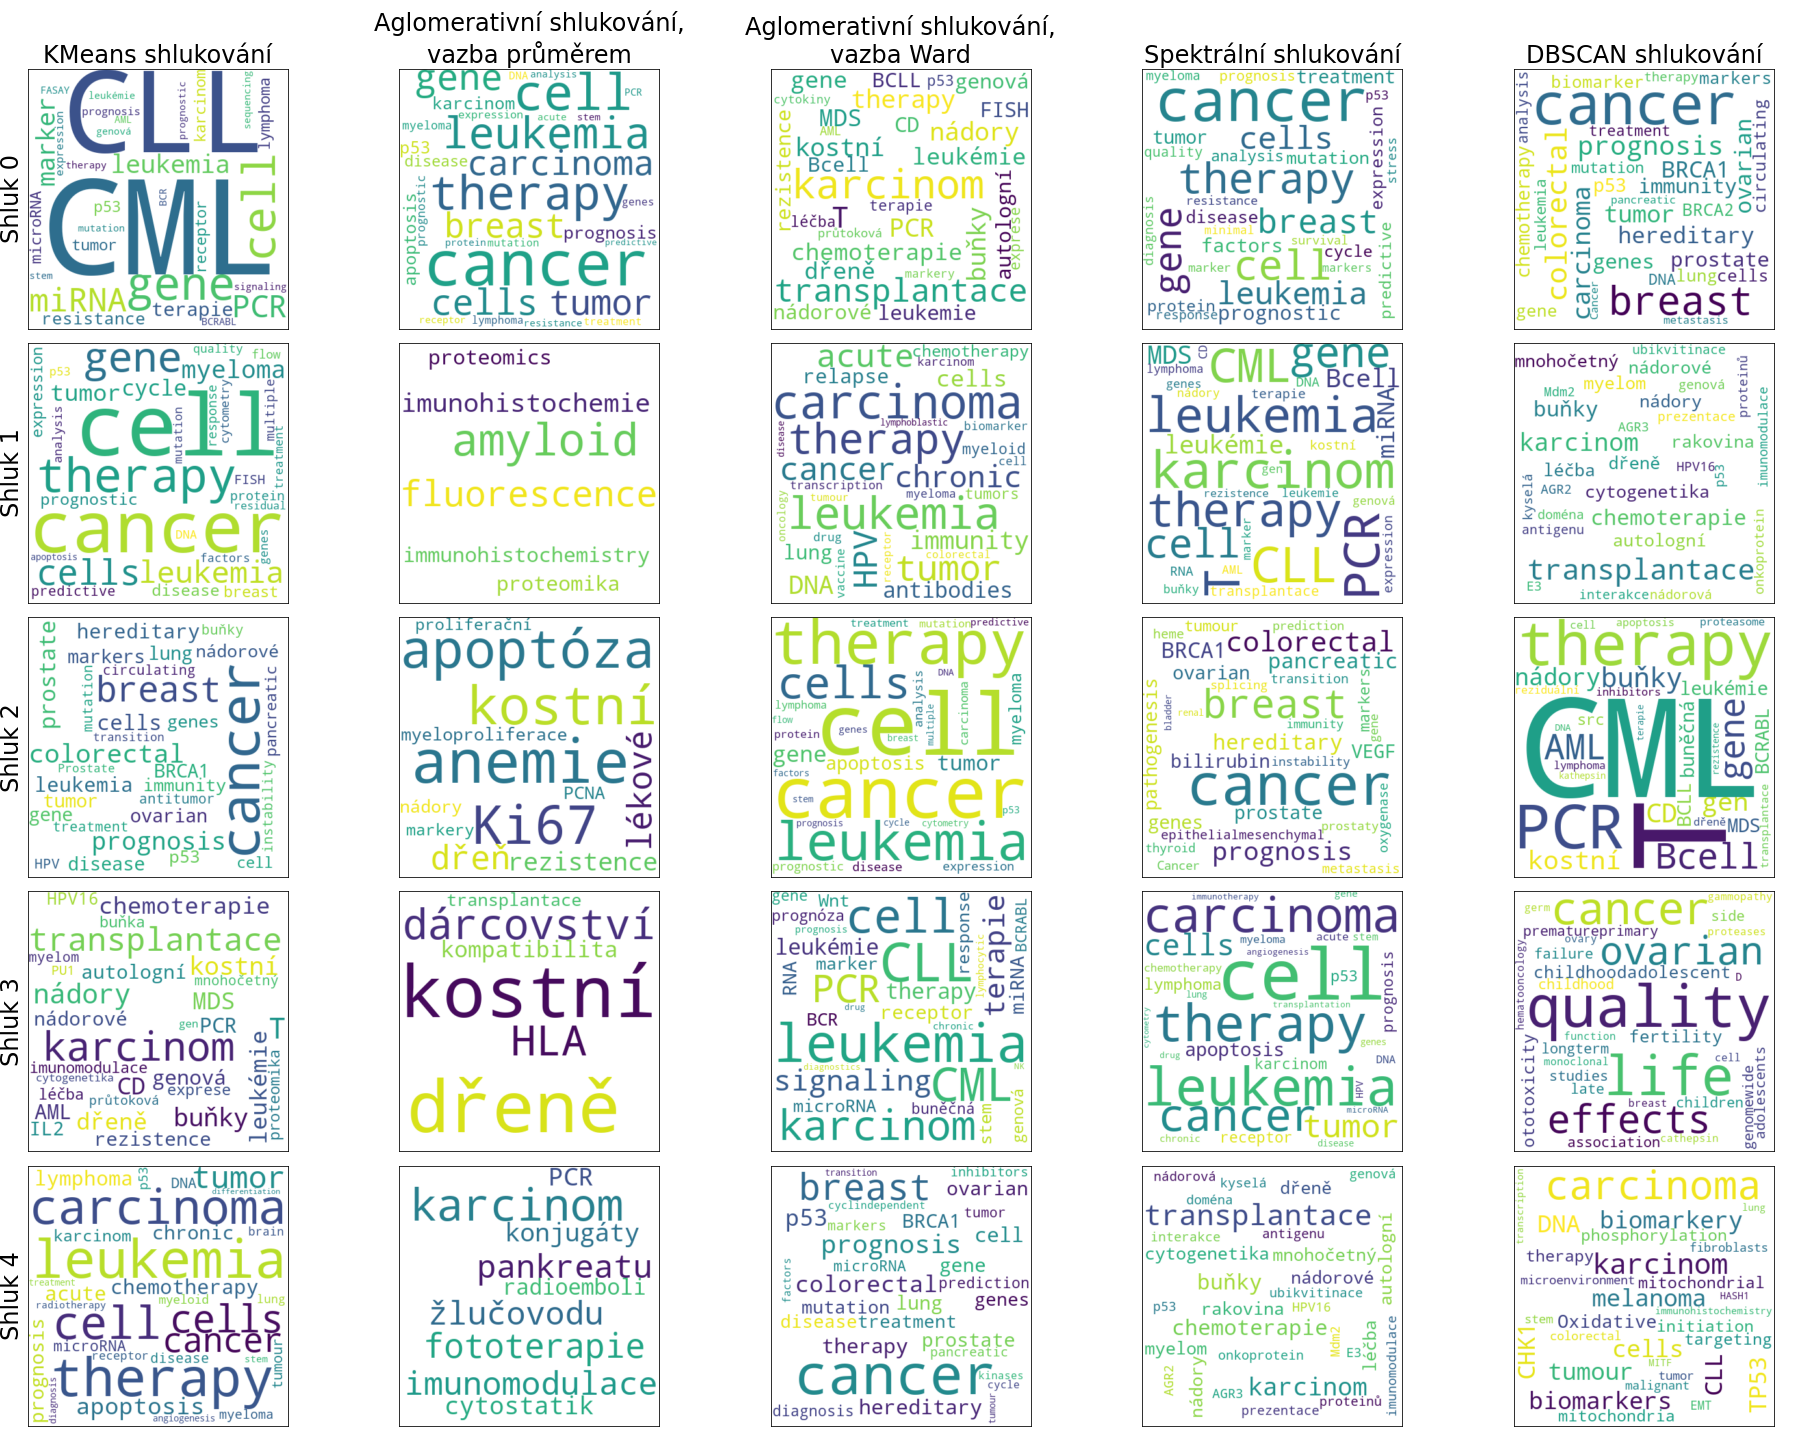 KMeans shlukování
Aglomerativní shlukování,
vazba průměrem
Aglomerativní shlukování,
vazba Ward
Spektrální shlukování
DBSCAN shlukování
Shluk 0
FASAY leukémie CLL sequencing
marker prognosis AML genová prognostic karcinom lymphoma
expression therapy leukemia
microRNA CML p53 BCR cell
mutation tumor receptor
stem gene signaling
miRNA terapie PCR
resistance BCRABL
gene DNA analysis PCR
karcinom cell
expression acute stem
myeloma leukemia
p53 disease carcinoma
prognostic therapy genes
apoptosis breast prognosis
protein mutation predictive
cancer
cells tumor
receptor lymphoma resistance treatment
gene BCLL p53 genová
cytokiny therapy
MDS FISH
AML CD nádory
rezistence kostní leukémie
Bcell
karcinom
terapie autologní
léčba T
průtoková PCR buňky exprese
chemoterapie
dřeně markery
transplantace
nádorové leukemie
myeloma prognosis treatment
cancer p53
tumor cells expression
quality analysis mutation stress
therapy
resistance
diagnosis gene disease breast
minimal factors survival cycle
marker cell markers predictive
protein leukemia
response prognostic
analysis biomarker therapy markers
cancer
treatment
chemotherapy colorectal prognosis ovarian circulating
mutation BRCA1
leukemia p53 immunity
pancreatic
carcinoma tumor BRCA2
hereditary
genes prostate
DNA lung cells
gene Cancer breast
metastasis
Shluk 1
expression gene quality flow
p53 myeloma
tumor cycle
analysis cell response cytometry multiple
mutation treatment
therapy FISH
prognostic protein
residual
cancer
DNA
apoptosis factors genes
cells leukemia
predictive disease breast
proteomics
imunohistochemie
amyloid
fluorescence
immunohistochemistry
proteomika
acute chemotherapy
karcinom
relapse cells
carcinoma
disease lymphoblastic biomarker
therapy myeloid
cancer cell
chronic
transcription myeloma tumors
tumour
oncology leukemia
drug immunity
lung HPV colorectal
vaccine receptor tumor
DNA antibodies
MDS CD CML gene
lymphoma
genes DNA Bcell
nádory terapie
leukemia miRNA
leukémie kostní
karcinom
gen
rezistence leukemie
therapy genová
cell marker PCR expression
RNA T AML CLL
buňky transplantace
mnohočetný ubikvitinace
nádorové
myelom genová proteinů
Mdm2
buňky nádory
prezentace
AGR3 imunomodulace
karcinom rakovina
léčba dřeně HPV16 p53
kyselá AGR2 cytogenetika
doména chemoterapie
antigenu
autologní onkoprotein
transplantace
E3
interakce nádorová
Shluk 2
prostate hereditary buňky
markers lung nádorové
circulating
mutation breast cancer pancreatic
cells genes
transition
colorectal
Prostate BRCA1
leukemia immunity
tumor antitumor instability
gene ovarian
treatment
prognosis
HPV disease p53 cell
proliferační
apoptóza
kostní
myeloproliferace
anemie lékové
PCNA
nádory
markery Ki67
dřeň rezistence
treatment mutation predictive
therapy
cells DNA
lymphoma analysis carcinoma myeloma
flow cell
protein genes breast multiple
gene
apoptosis tumor
factors
cancer
stem p53
prognosis cycle cytometry
leukemia
prognostic disease expression
heme tumour prediction
BRCA1 colorectal
ovarian pancreatic
transition
splicing
pathogenesis bladder breast markers
renal immunity gene
hereditary VEGF
bilirubin instability
cancer oxygenase
prostate
genes prostaty
epithelialmesenchymal
thyroid prognosis
Cancer metastasis
cell apoptosis proteasome
therapy
nádory buňky
reziduální inhibitors leukémie
CML src buněčná gene
DNA terapie rezistence BCRABL
AML
lymphoma
kathepsin
PCR T CD BCLL gen
dřeně MDS transplantace
kostní Bcell
Shluk 3
HPV16 chemoterapie
buňka
transplantace
myelom
PU1 autologní kostní
mnohočetný
nádory MDS
nádorové gen PCR T
karcinom
imunomodulace leukémie
cytogenetika CD genová proteomika
léčba průtoková exprese
AML dřeně buňky
IL2 rezistence
transplantace
dárcovství
kompatibilita
kostní
HLA
dřeně
gene Wnt
prognóza cell response terapie BCRABL
prognosis
leukémie
marker CLL lymphocytic
RNA PCR therapy miRNA
drug receptor
BCR chronic
leukemia
diagnostics NK
signaling CML
microRNA buněčná stem genová
karcinom
immunotherapy gene
carcinoma
cells myeloma acute stem
angiogenesis
chemotherapy cell p53 prognosis
lymphoma
lung transplantation
cytometry therapy
drug apoptosis genes
karcinom DNA
leukemia HPV
cancer microRNA
tumor
chronic receptor disease
germ cancer gammopathy
side
prematureprimary proteases
ovary
hematooncology failure ovarian
childhoodadolescent D
childhood
quality
function fertility
longterm
monoclonal cell
ototoxicity studies life
late
breast children genomewide adolescents
effects
association cathepsin
Shluk 4
lymphoma p53 DNA tumor
differentiation
carcinoma
karcinom chronic brain
leukemia
treatment
acute chemotherapy
radiotherapy myeloid lung
cell cells
prognosis microRNA cancer
receptor disease stem tumour
therapy
diagnosis apoptosis
angiogenesis myeloma
PCR
karcinom
konjugáty
pankreatu
radioemboli
žlučovodu
fototerapie
imunomodulace
cytostatik
transition inhibitors
breast ovarian
cyclindependent
p53 markers BRCA1 tumor
cell
prognosis
microRNA gene
factors colorectal prediction
mutation lung genes
disease treatment
therapy prostate
pancreatic
cancer kinases
cycle
diagnosis hereditary tumour
nádorová kyselá genová
doména dřeně
transplantace
interakce antigenu autologní
cytogenetika mnohočetný
buňky nádorové
ubikvitinace
p53 rakovina HPV16
chemoterapie
myelom Mdm2 E3 léčba imunomodulace
onkoprotein
AGR2 nádory AGR3 karcinom
prezentace proteinů
transcription carcinoma
lung
DNA biomarkery
phosphorylation
fibroblasts
therapy karcinom
microenvironment mitochondrial
melanoma HASH1
immunohistochemistry
stem Oxidative initiation
CHK1 colorectal targeting
cells
MITF
tumour tumor CLL TP53
malignant
biomarkers EMT
mitochondria